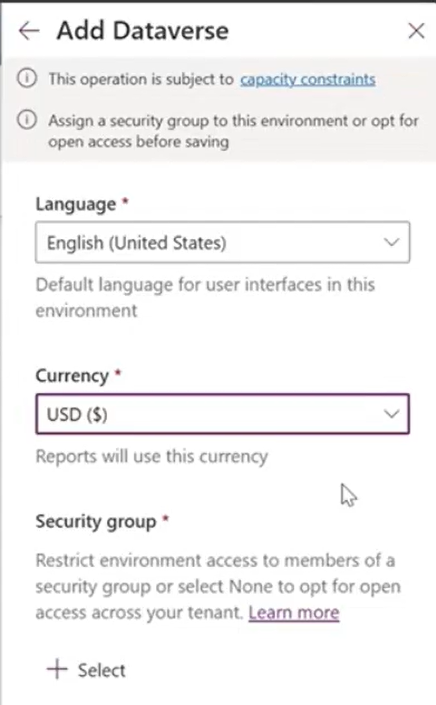 Add Dataverse
This operation is subject to capacity constraints
Assign a security group to this environment or opt for
open access before saving
Language *
English (United States)
Default language for user interfaces in this
environment
Currency *
USD ($)
Reports will use this currency
Security group *
Restrict environment access to members of a
security group or select None to opt for open
access across your tenant. Learn more
Select